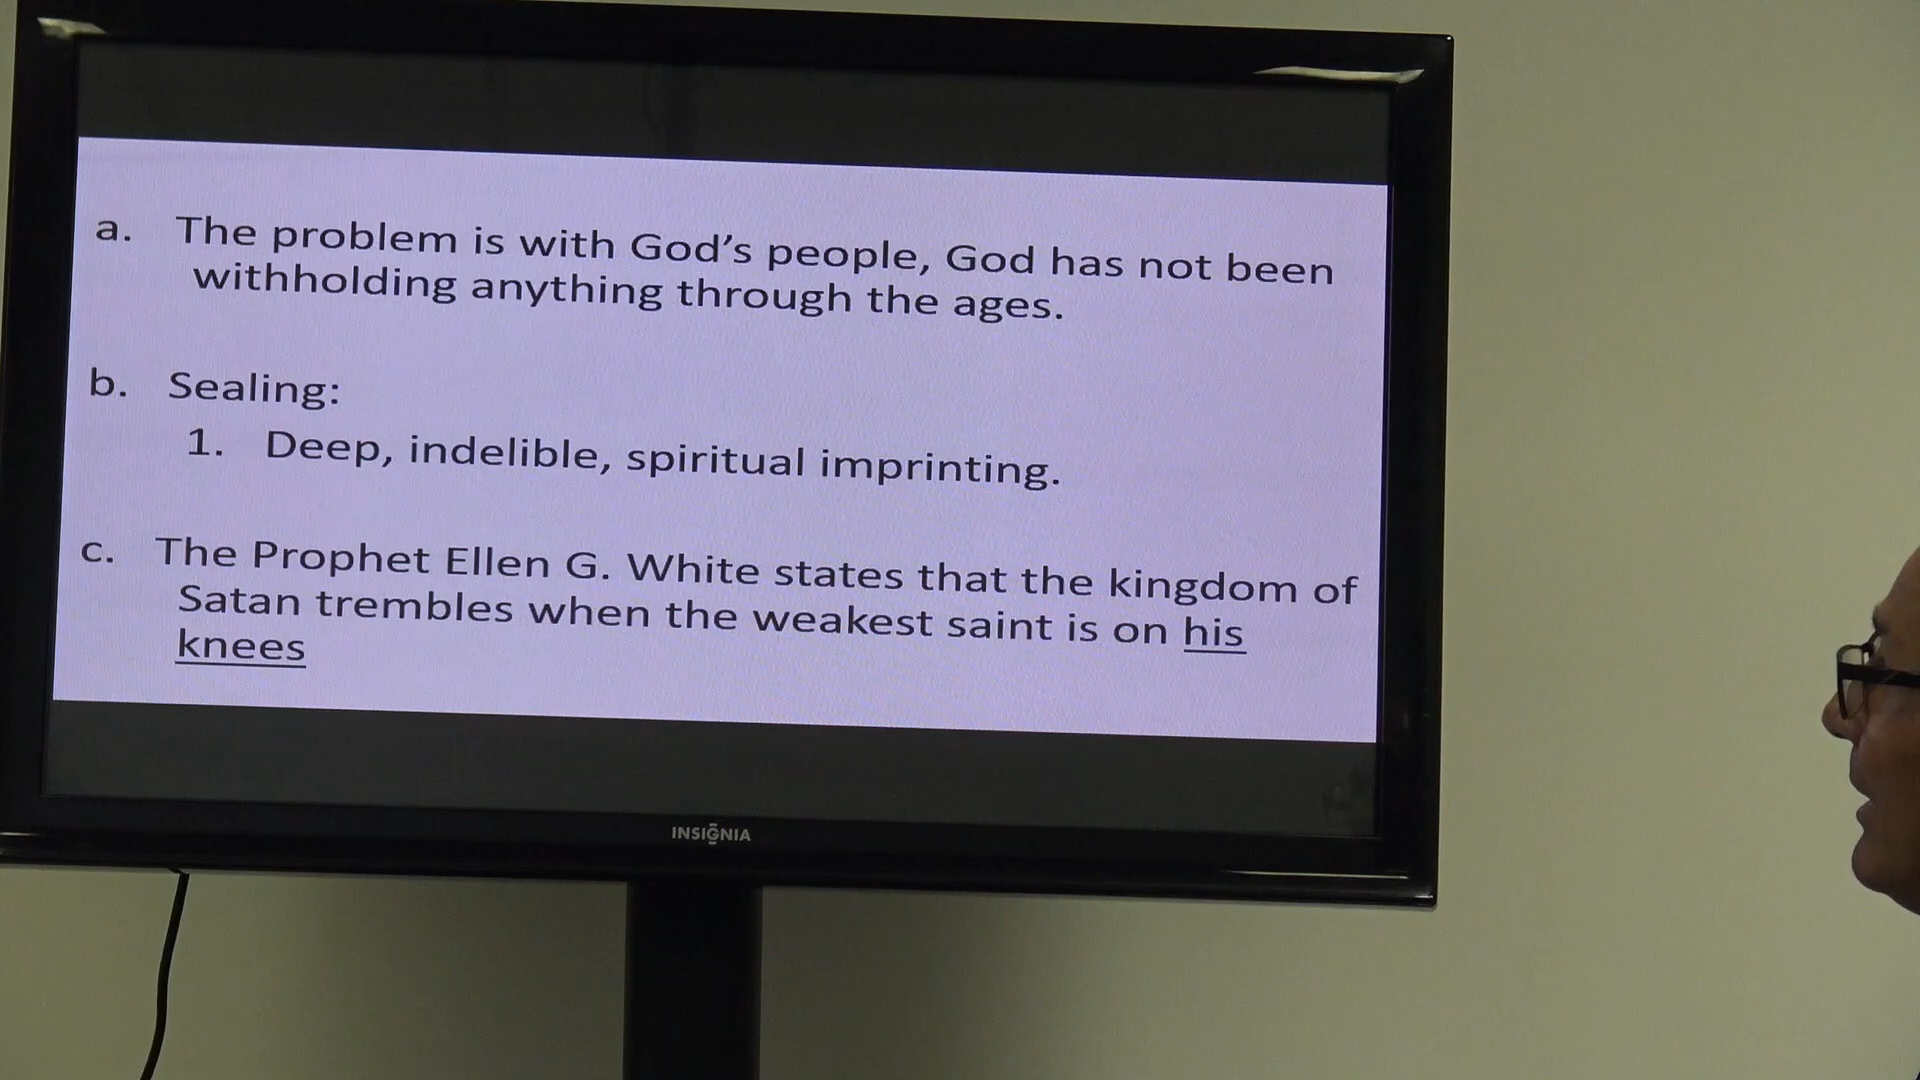 a. The problem is with God's people, God has not been
withholding anything through the ages.
b. Sealing:
1. Deep, indelible, spiritual imprinting.
c. The Prophet Ellen G. White states that the kingdom of
Satan trembles when the weakest saint is on his
knees
INSIGNIA